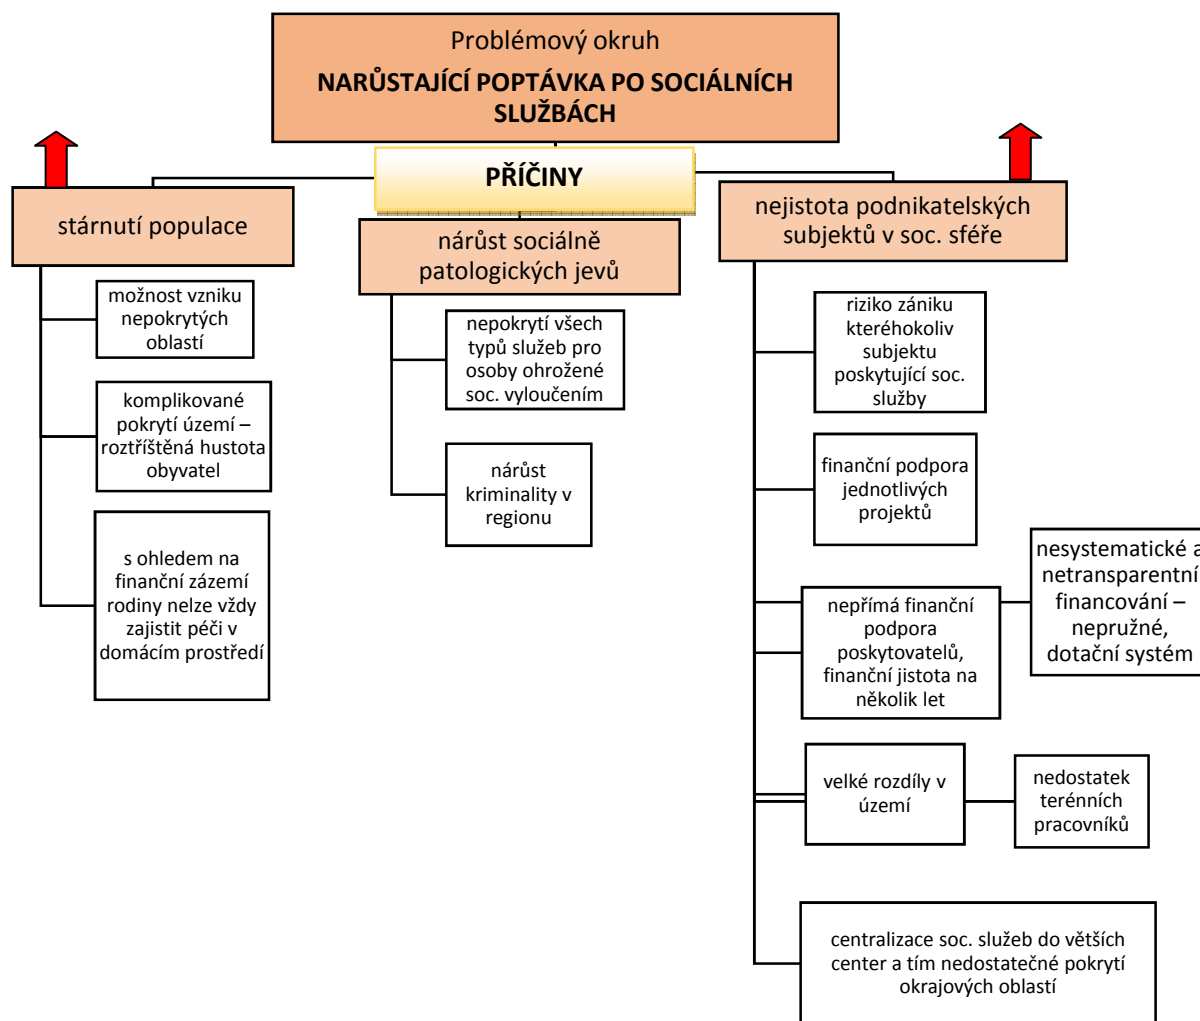 Problémový okruh
NARŮSTAJÍCÍ POPTÁVKA PO SOCIÁLNÍCH
SLUŽBÁCH
PŘÍČINY
stárnutí populace
možnost vzniku
nepokrytých
oblastí
komplikované
pokrytí území –
roztříštěná hustota
obyvatel
s ohledem na
finanční zázemí
rodiny nelze vždy
zajistit péči v
domácím prostředí
nárůst sociálně
patologických jevů
nepokrytí všech
typů služeb pro
osoby ohrožené
soc. vyloučením
nárůst
kriminality v
regionu
nejistota podnikatelských
subjektů v soc. sféře
riziko zániku
kteréhokoliv
subjektu
poskytující soc.
služby
finanční podpora
jednotlivých
projektů
nepřímá finanční
podpora
poskytovatelů,
finanční jistota na
několik let
nesystematické a
netransparentní
financování –
nepružné,
dotační systém
velké rozdíly v
území
nedostatek
terénních
pracovníků
centralizace soc. služeb do větších
center a tím nedostatečné pokrytí
okrajových oblastí